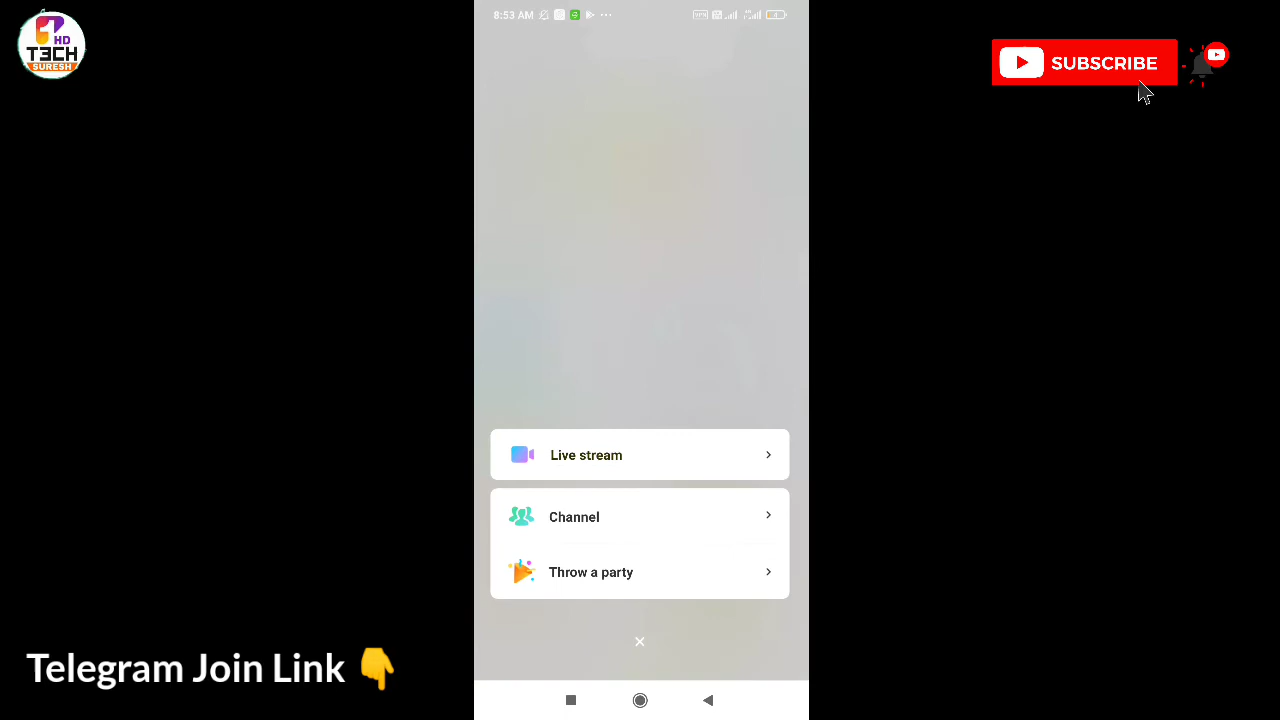 8:53 AM
HD
T3CH
SURESH
SUBSCRIBE
Live stream
Channel
Throw a party
Telegram Join Link 👇